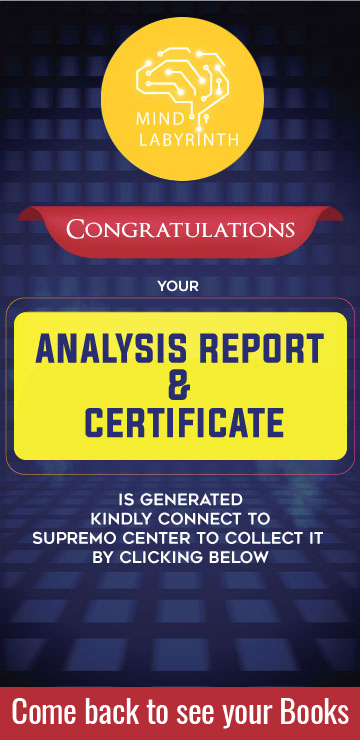 MIND
LABYRINTH
CONGRATULATIONS
YOUR
ANALYSIS REPORT
&
CERTIFICATE
IS GENERATED
KINDLY CONNECT TO
SUPREMO CENTER TO COLLECT IT
BY CLICKING BELOW
Come back to see your Books